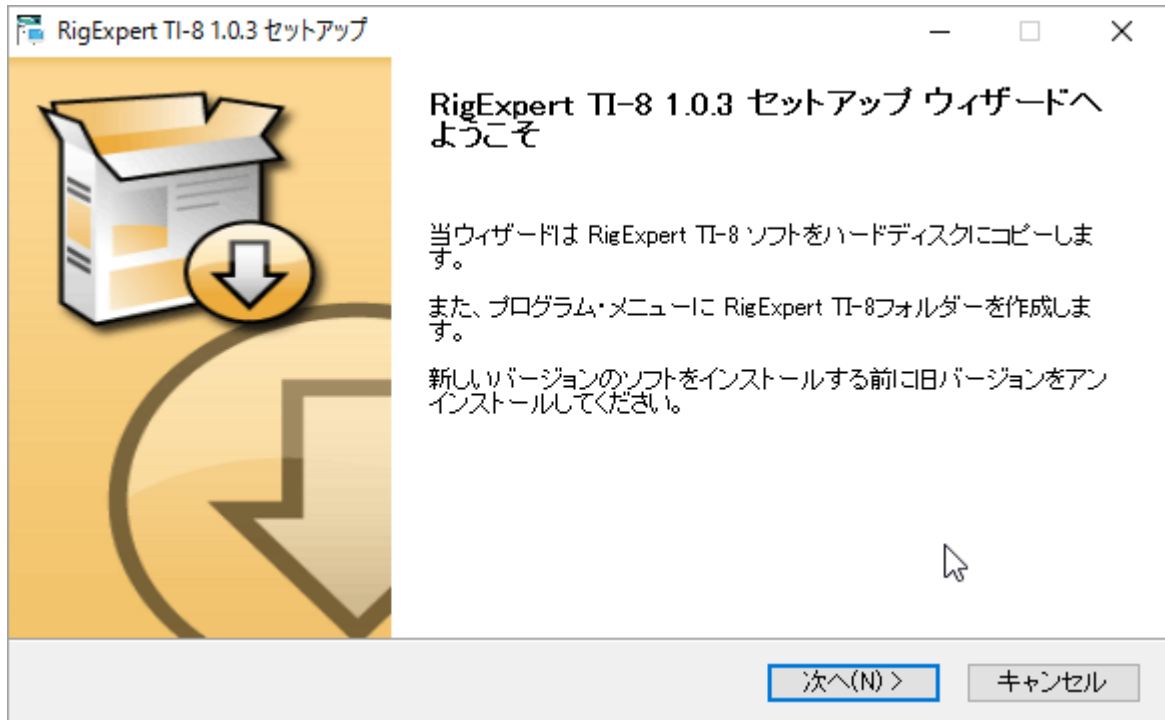 RigExpert TI-8 1.0.3 セットアップ
RigExpert TI-8 1.0.3 セットアップ ウィザードへ
ようこそ
当ウィザードは RigExpert TI-8 ソフトをハードディスクにコピーしま
す。
また、プログラム・メニューに RigExpert TI-8フォルダーを作成しま
す。
新しいバージョンのソフトをインストールする前に旧バージョンをアン
インストールしてください。
次へ(N) >
キャンセル